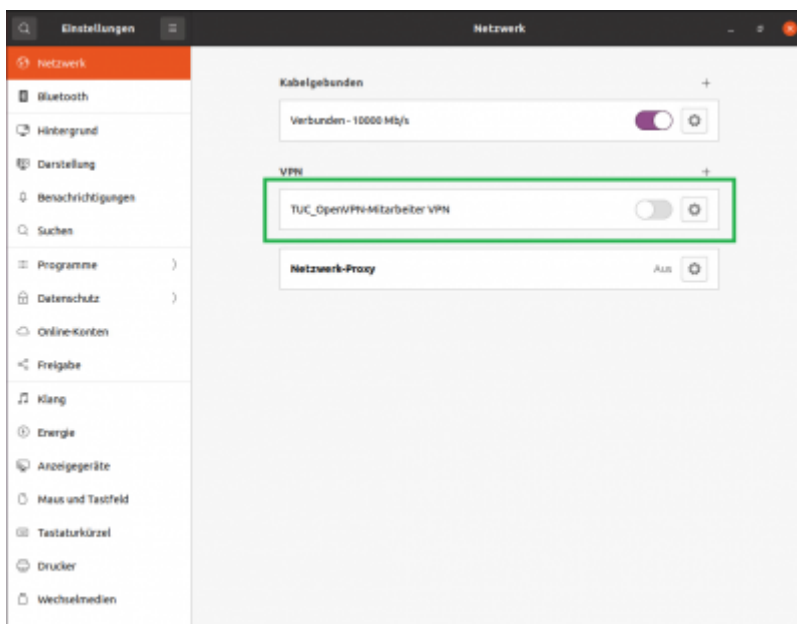 Einstellungen
Netzwerk
Netzwerk
Bluetooth
Hintergrund
Darstellung
Benachrichtigungen
Suchen
Programme
Datenschutz
Online-Konten
Freigabe
Klang
Energie
Anzeigegeräte
Maus und Tastfeld
Tastaturkürzel
Drucker
Wechselmedien
Kabelgebunden
Verbunden - 10000 Mb/s
VPN
TUC_OpenVPN-Mitarbeiter VPN
Netzwerk-Proxy Aus